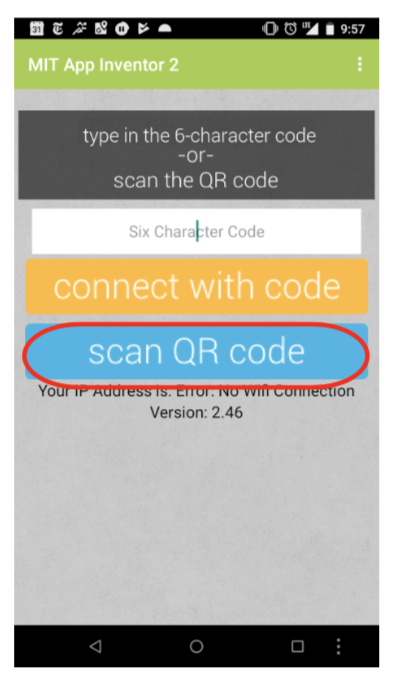 31 9:57
MIT App Inventor 2
type in the 6-character code
-or-
scan the QR code
Six Character Code
connect with code
scan QR code
Your IP Address is: Error: No Wifi Connection
Version: 2.46